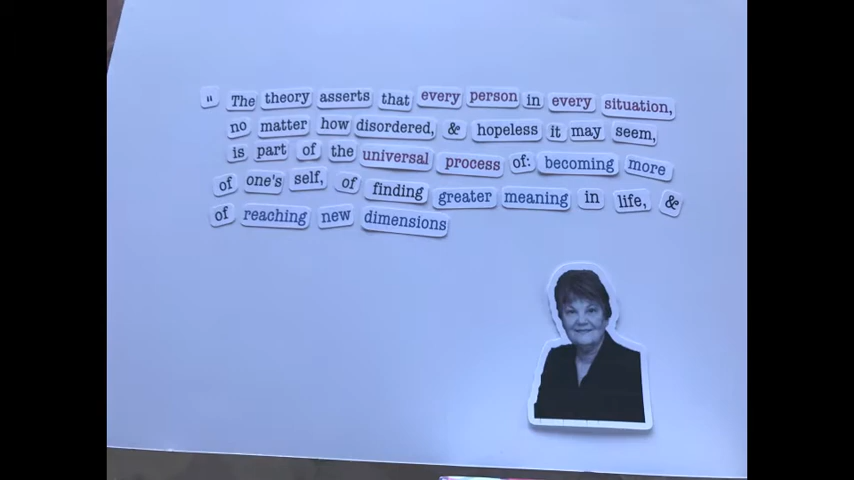 " The theory asserts that every person in every situation,
no matter how disordered, & hopeless it may seem,
is part of the universal process of: becoming more
of one's self, of finding greater meaning in life, &
of reaching new dimensions